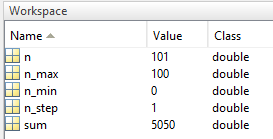 Workspace
Name Value Class
n 101 double
n_max 100 double
n_min 0 double
n_step 1 double
sum 5050 double